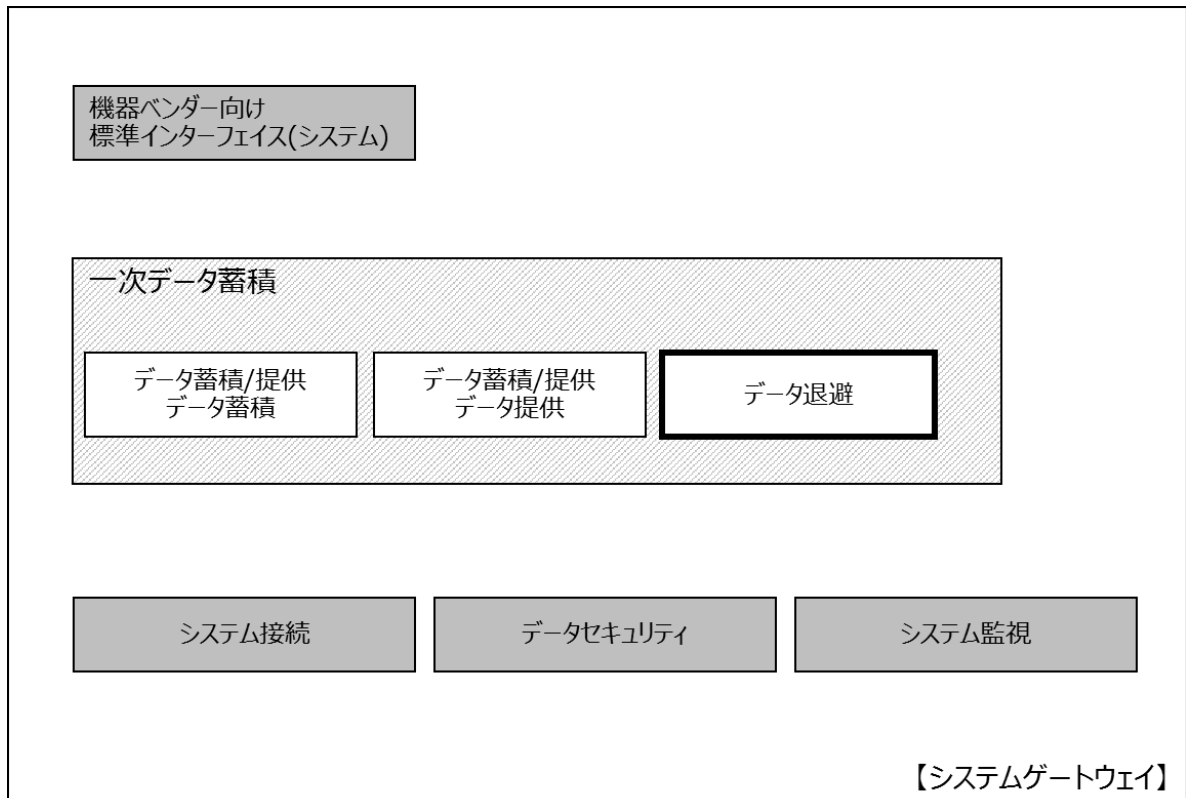 機器ベンダー向け
標準インターフェイス(システム)
一次データ蓄積
データ蓄積/提供
データ蓄積
データ蓄積/提供
データ提供
データ退避
システム接続
データセキュリティ
システム監視
【システムゲートウェイ】